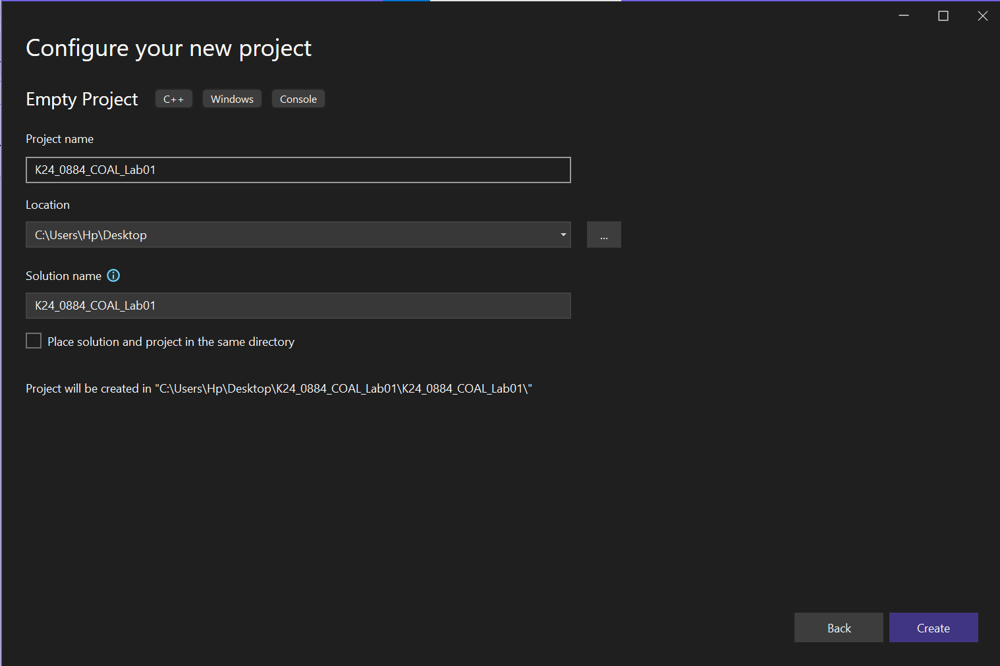 Configure your new project
Empty Project C++ Windows Console
Project name
K24_0884_COAL_Lab01
Location
C:\Users\Hp\Desktop ...
Solution name
K24_0884_COAL_Lab01
Place solution and project in the same directory
Project will be created in "C:\Users\Hp\Desktop\K24_0884_COAL_Lab01\K24_0884_COAL_Lab01\"
Back Create